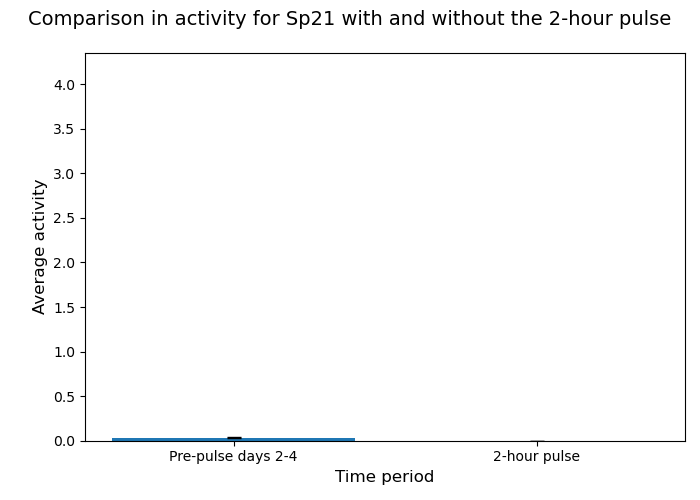 Comparison in activity for Sp21 with and without the 2-hour pulse
4.0
3.5
3.0
2.5
2.0
1.5
1.0
0.5
0.0
Average activity
Pre-pulse days 2-4
2-hour pulse
Time period